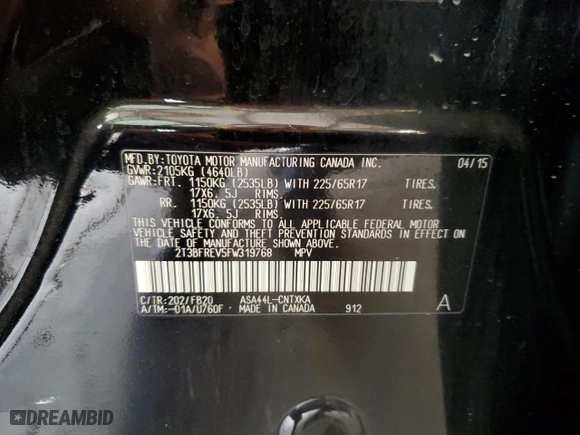 MFD.BY:TOYOTA MOTOR MANUFACTURING CANADA INC. 04/15
GVWR:2105KG (4640LB)
GAWR:FRT. 1150KG (2535LB) WITH 225/65R17 TIRES,
17X6.5J RIMS,
RR. 1150KG (2535LB) WITH 225/65R17 TIRES,
17X6.5J RIMS,
THIS VEHICLE CONFORMS TO ALL APPLICABLE FEDERAL MOTOR
VEHICLE SAFETY AND THEFT PREVENTION STANDARDS IN EFFECT ON
THE DATE OF MANUFACTURE SHOWN ABOVE.
2T3BFREV5FW319768 MPV
C/TR:202/FB20 ASA44L-CNTXKA
A/TM:-01A/U760F - MADE IN CANADA 912 A
DREAMBID